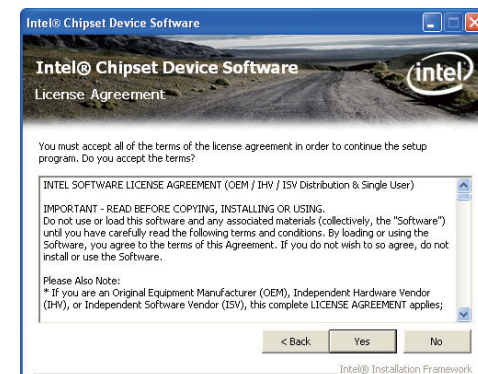 Intel® Chipset Device Software
Intel® Chipset Device Software
License Agreement
intel
You must accept all of the terms of the license agreement in order to continue the setup
program. Do you accept the terms?
INTEL SOFTWARE LICENSE AGREEMENT (OEM / IHV / ISV Distribution & Single User)
IMPORTANT - READ BEFORE COPYING, INSTALLING OR USING.
Do not use or load this software and any associated materials (collectively, the "Software")
until you have carefully read the following terms and conditions. By loading or using the
Software, you agree to the terms of this Agreement. If you do not wish to so agree, do not
install or use the Software.
Please Also Note:
* If you are an Original Equipment Manufacturer (OEM), Independent Hardware Vendor
(IHV), or Independent Software Vendor (ISV), this complete LICENSE AGREEMENT applies;
< Back Yes No
Intel® Installation Framework